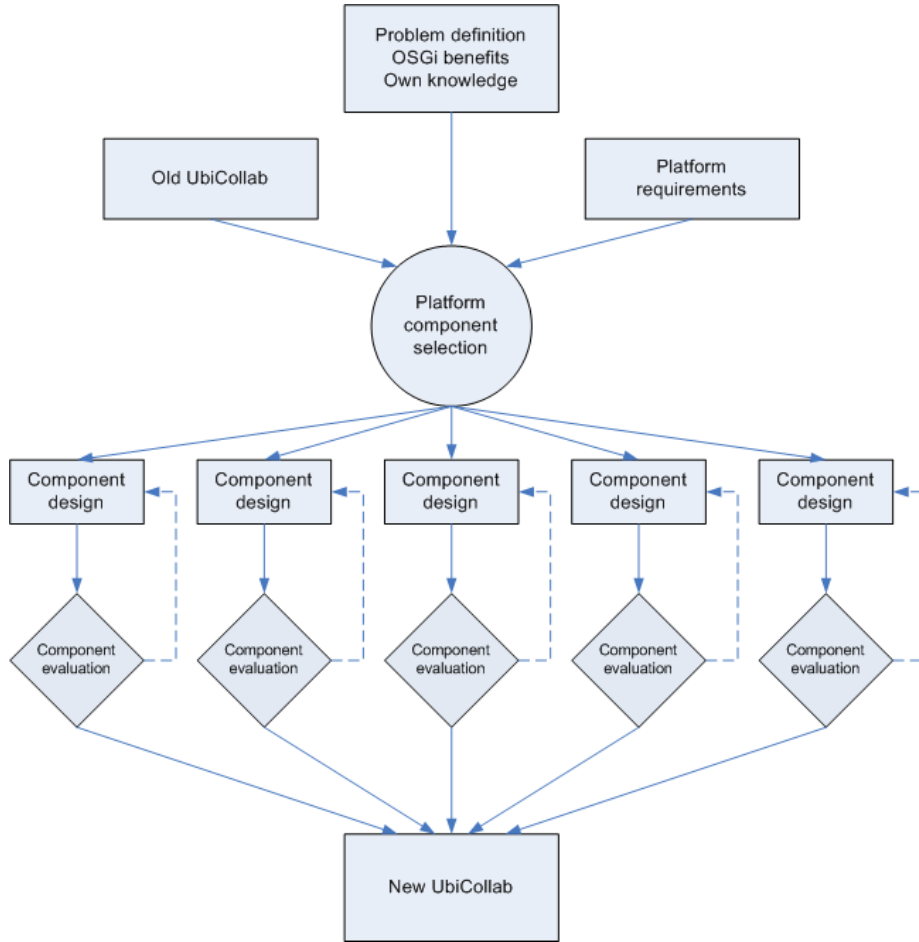 Problem definition
OSGi benefits
Own knowledge
Old UbiCollab
Platform
requirements
Platform
component
selection
Component
design
Component
design
Component
design
Component
design
Component
design
Component
evaluation
Component
evaluation
Component
evaluation
Component
evaluation
Component
evaluation
New UbiCollab